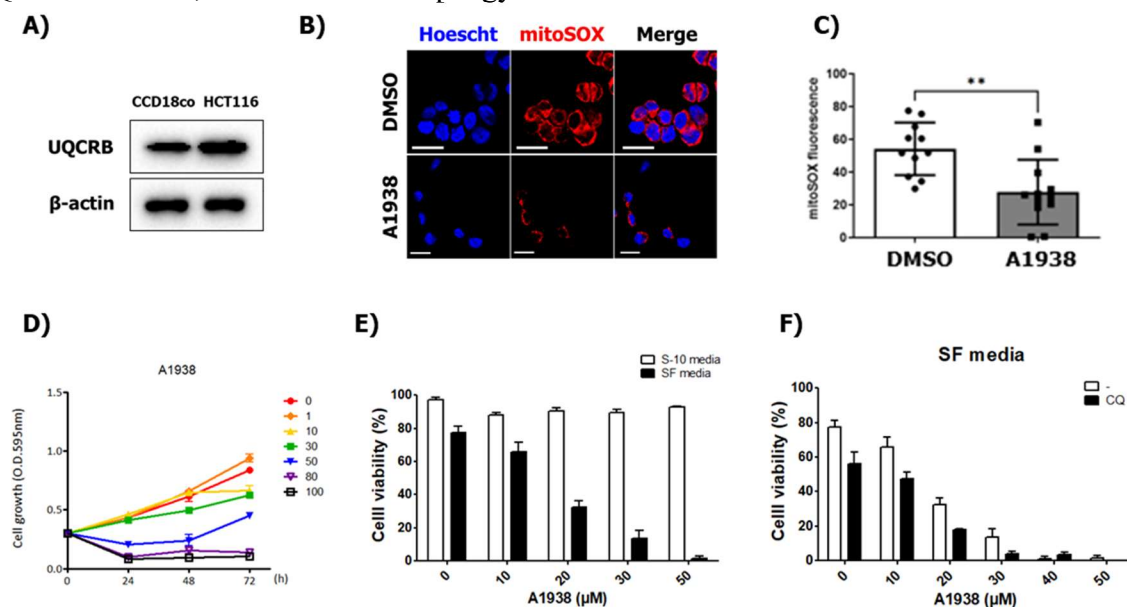 A)
CCD18co HCT116
UQCRB
β-actin
B)
Hoescht mitoSOX Merge
DMSO
A1938
C)
**
mitoSOX fluorescence
100
80
60
40
20
0
DMSO A1938
D)
A1938
Cell growth (O.D.595nm)
1.5
1.0
0.5
0.0
0 24 48 72 (h)
0
1
10
30
50
80
100
E)
S-10 media
SF media
Celll viability (%)
100
80
60
40
20
0
0 10 20 30 50
A1938 (μM)
F)
SF media
-
CQ
Celll viability (%)
100
80
60
40
20
0
0 10 20 30 40 50
A1938 (μM)